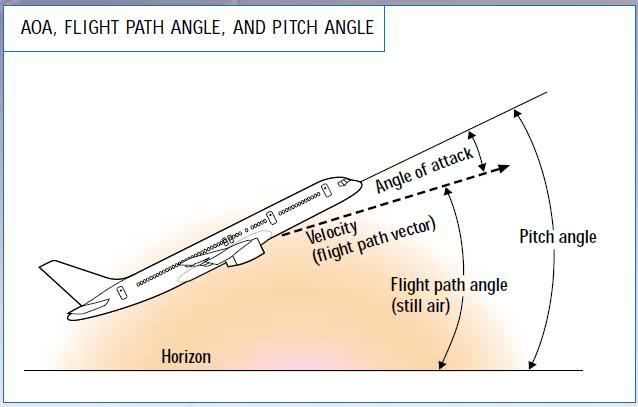 AOA, FLIGHT PATH ANGLE, AND PITCH ANGLE
Angle of attack
Velocity
(flight path vector)
Pitch angle
Flight path angle
(still air)
Horizon